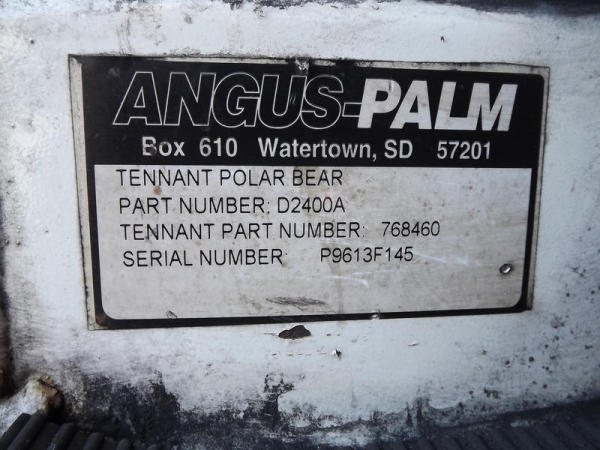 ANGUS-PALM
Box 610 Watertown, SD 57201
TENNANT POLAR BEAR
PART NUMBER: D2400A
TENNANT PART NUMBER: 768460
SERIAL NUMBER: P9613F145